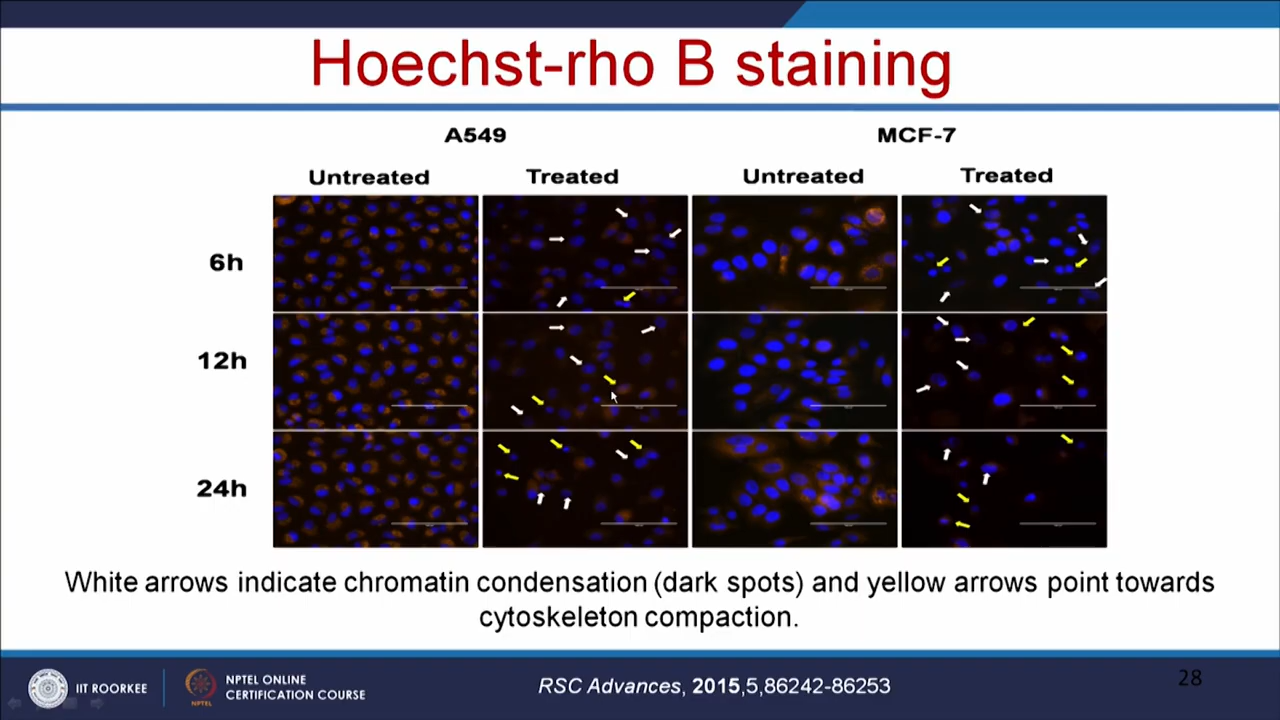 Hoechst-rho B staining
A549 MCF-7
Untreated Treated Untreated Treated
6h
12h
24h
White arrows indicate chromatin condensation (dark spots) and yellow arrows point towards
cytoskeleton compaction.
IIT ROORKEE
NPTEL
NPTEL ONLINE
CERTIFICATION COURSE
RSC Advances, 2015,5,86242-86253
28